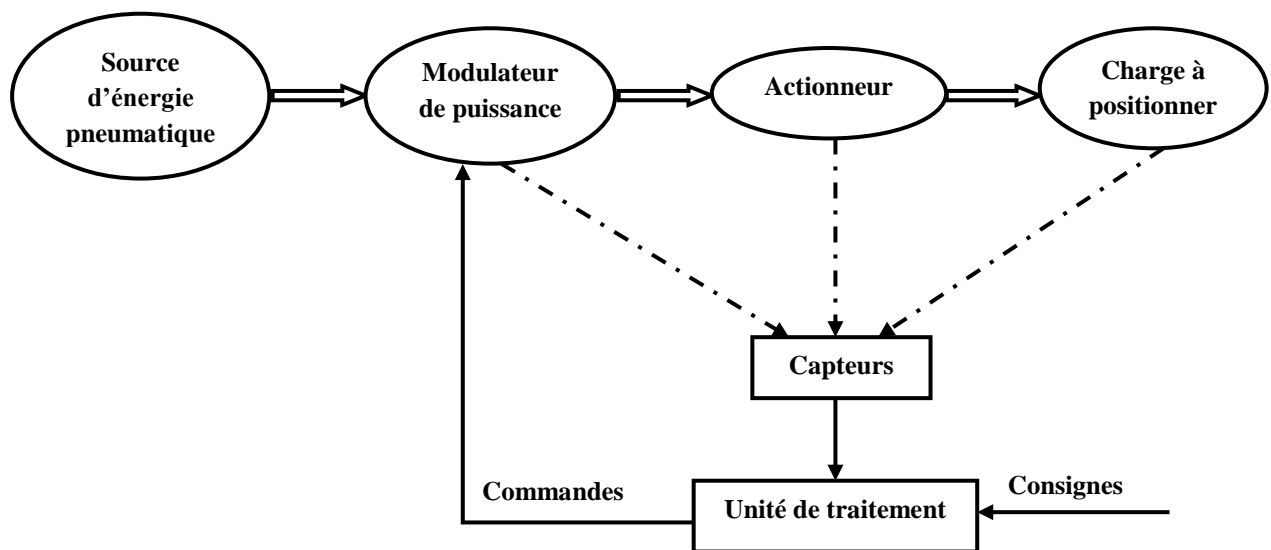 Source
d’énergie
pneumatique
Modulateur
de puissance
Actionneur
Charge à
positionner
Capteurs
Commandes
Unité de traitement
Consignes